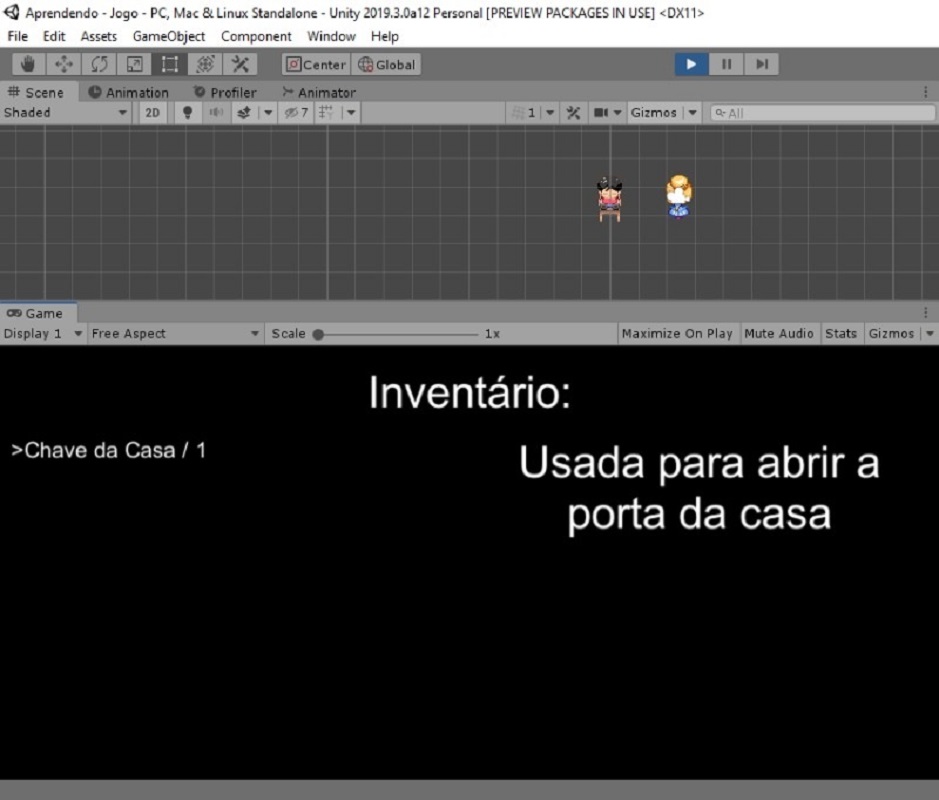 Aprendendo - Jogo - PC, Mac & Linux Standalone - Unity 2019.3.0a12 Personal [PREVIEW PACKAGES IN USE] <DX11>
File Edit Assets GameObject Component Window Help
Center Global
Scene Animation Profiler Animator
Shaded 2D 7 1 Gizmos All
Game
Display 1 Free Aspect Scale 1x Maximize On Play Mute Audio Stats Gizmos
Inventário:
>Chave da Casa / 1
Usada para abrir a
porta da casa